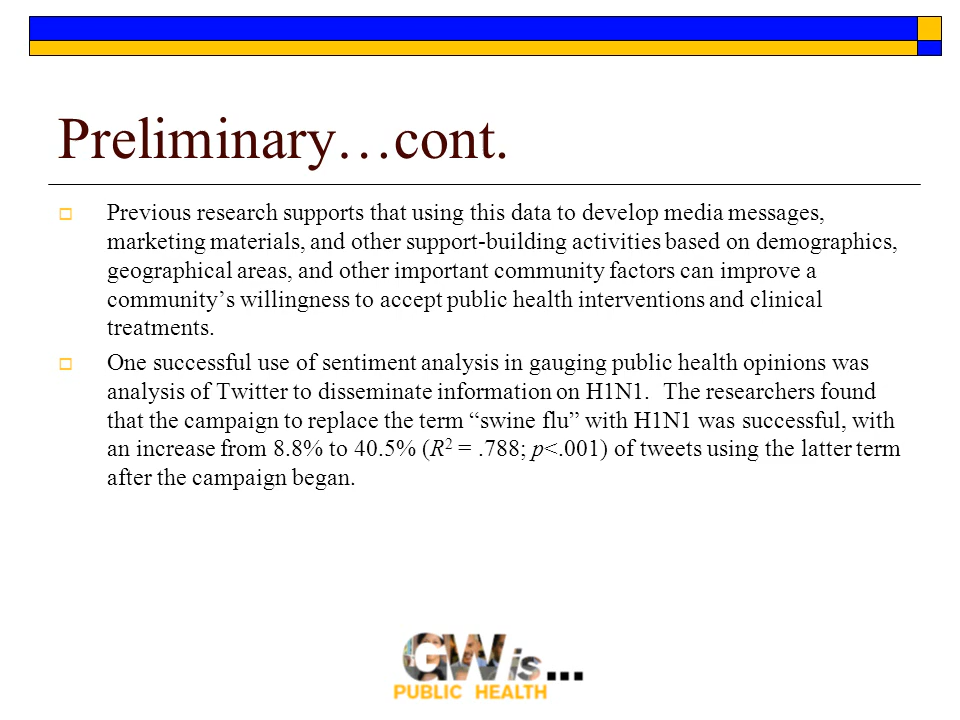 Preliminary…cont.
Previous research supports that using this data to develop media messages,
marketing materials, and other support-building activities based on demographics,
geographical areas, and other important community factors can improve a
community’s willingness to accept public health interventions and clinical
treatments.
One successful use of sentiment analysis in gauging public health opinions was
analysis of Twitter to disseminate information on H1N1.  The researchers found
that the campaign to replace the term “swine flu” with H1N1 was successful, with
an increase from 8.8% to 40.5% (R² = .788; p<.001) of tweets using the latter term
after the campaign began.
GW is...
PUBLIC HEALTH